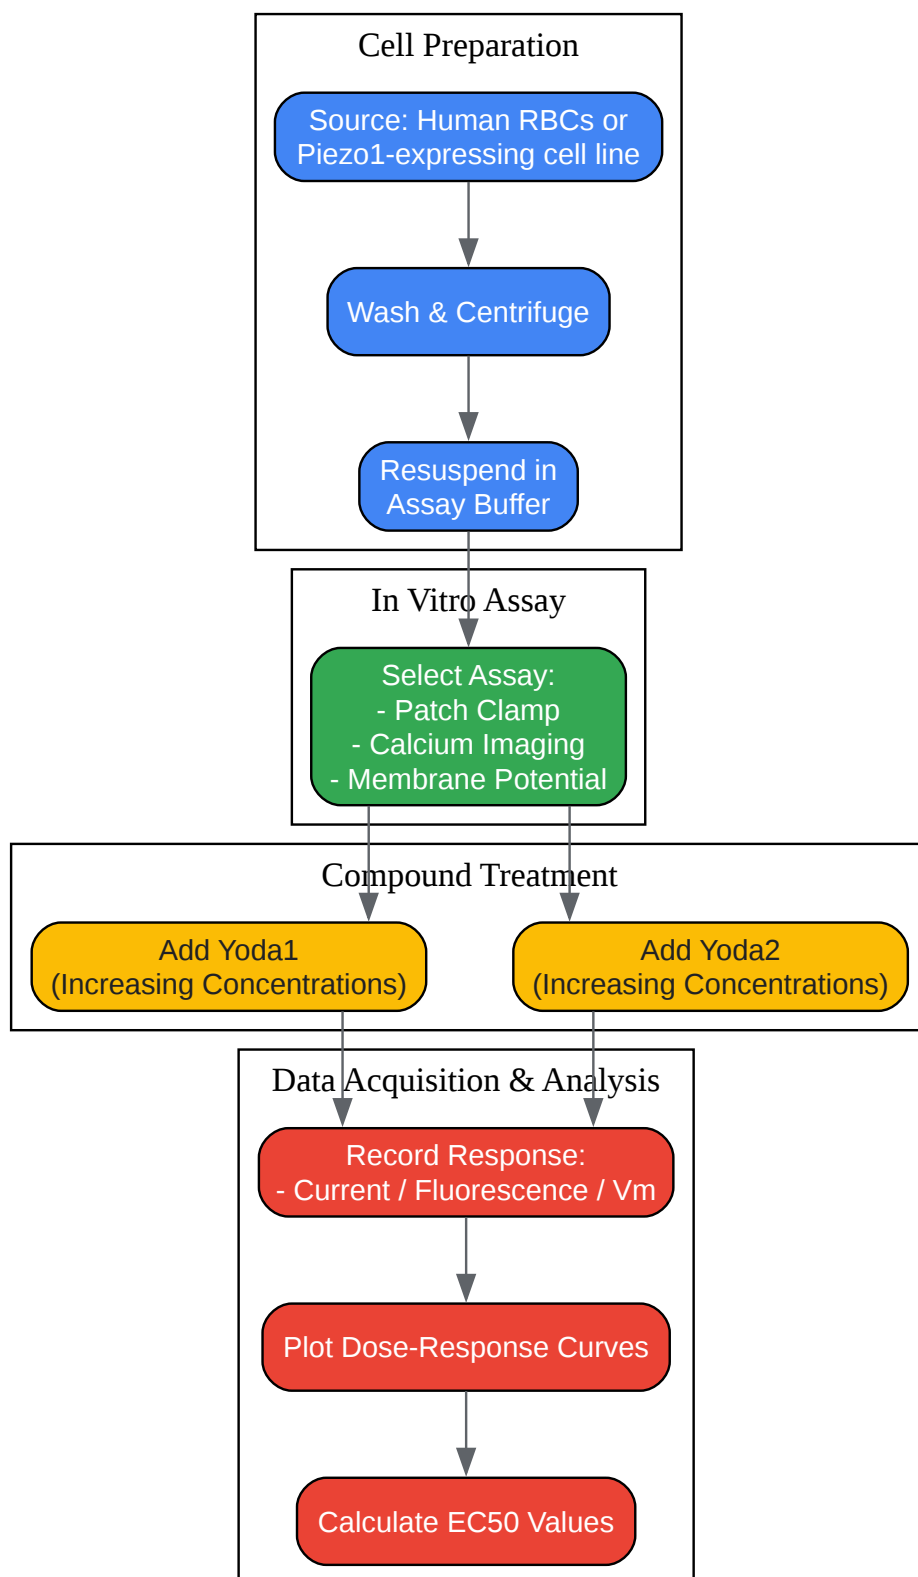 Cell Preparation
Source: Human RBCs or
Piezo1-expressing cell line
Wash & Centrifuge
Resuspend in
Assay Buffer
In Vitro Assay
Select Assay:
- Patch Clamp
- Calcium Imaging
- Membrane Potential
Compound Treatment
Add Yoda1
(Increasing Concentrations)
Add Yoda2
(Increasing Concentrations)
Data Acquisition & Analysis
Record Response:
- Current / Fluorescence / Vm
Plot Dose-Response Curves
Calculate EC50 Values